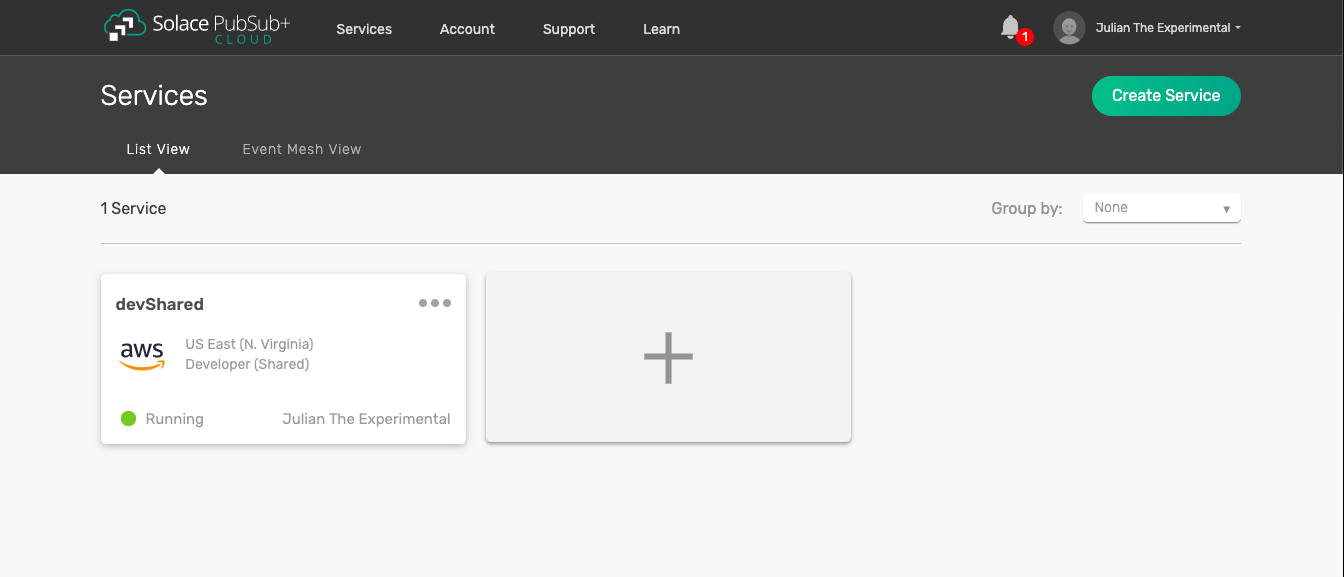 Solace PubSub+
CLOUD
Services
Account
Support
Learn
1
Julian The Experimental
Services
Create Service
List View
Event Mesh View
1 Service
Group by:
None
devShared
aws
US East (N. Virginia)
Developer (Shared)
Running
Julian The Experimental